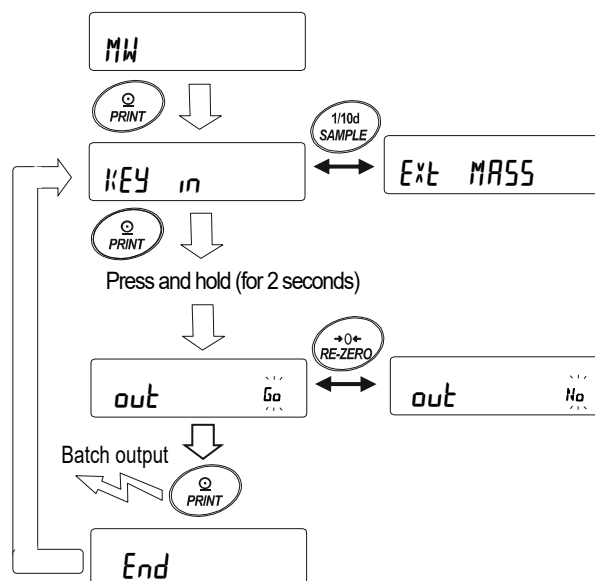 MW
PRINT
1/10d
SAMPLE
KEY in
Ext MASS
PRINT
Press and hold (for 2 seconds)
→0←
RE-ZERO
out Go
out No
Batch output
PRINT
End